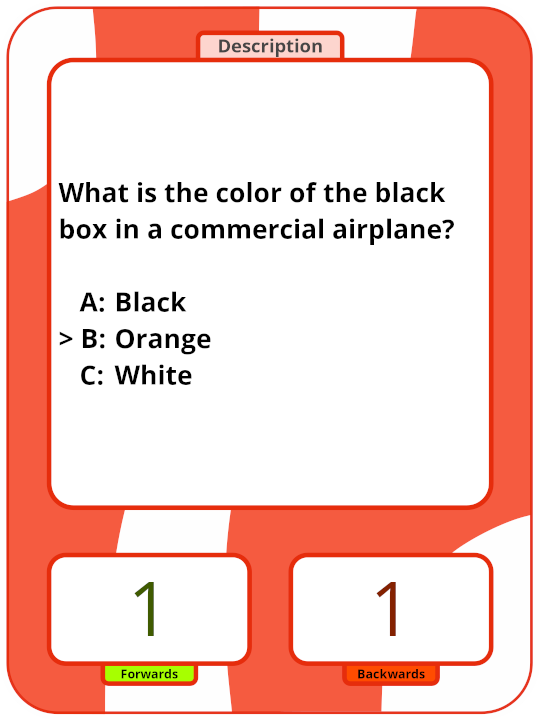 Description
What is the color of the black
box in a commercial airplane?
A: Black
> B: Orange
C: White
1
1
Forwards
Backwards